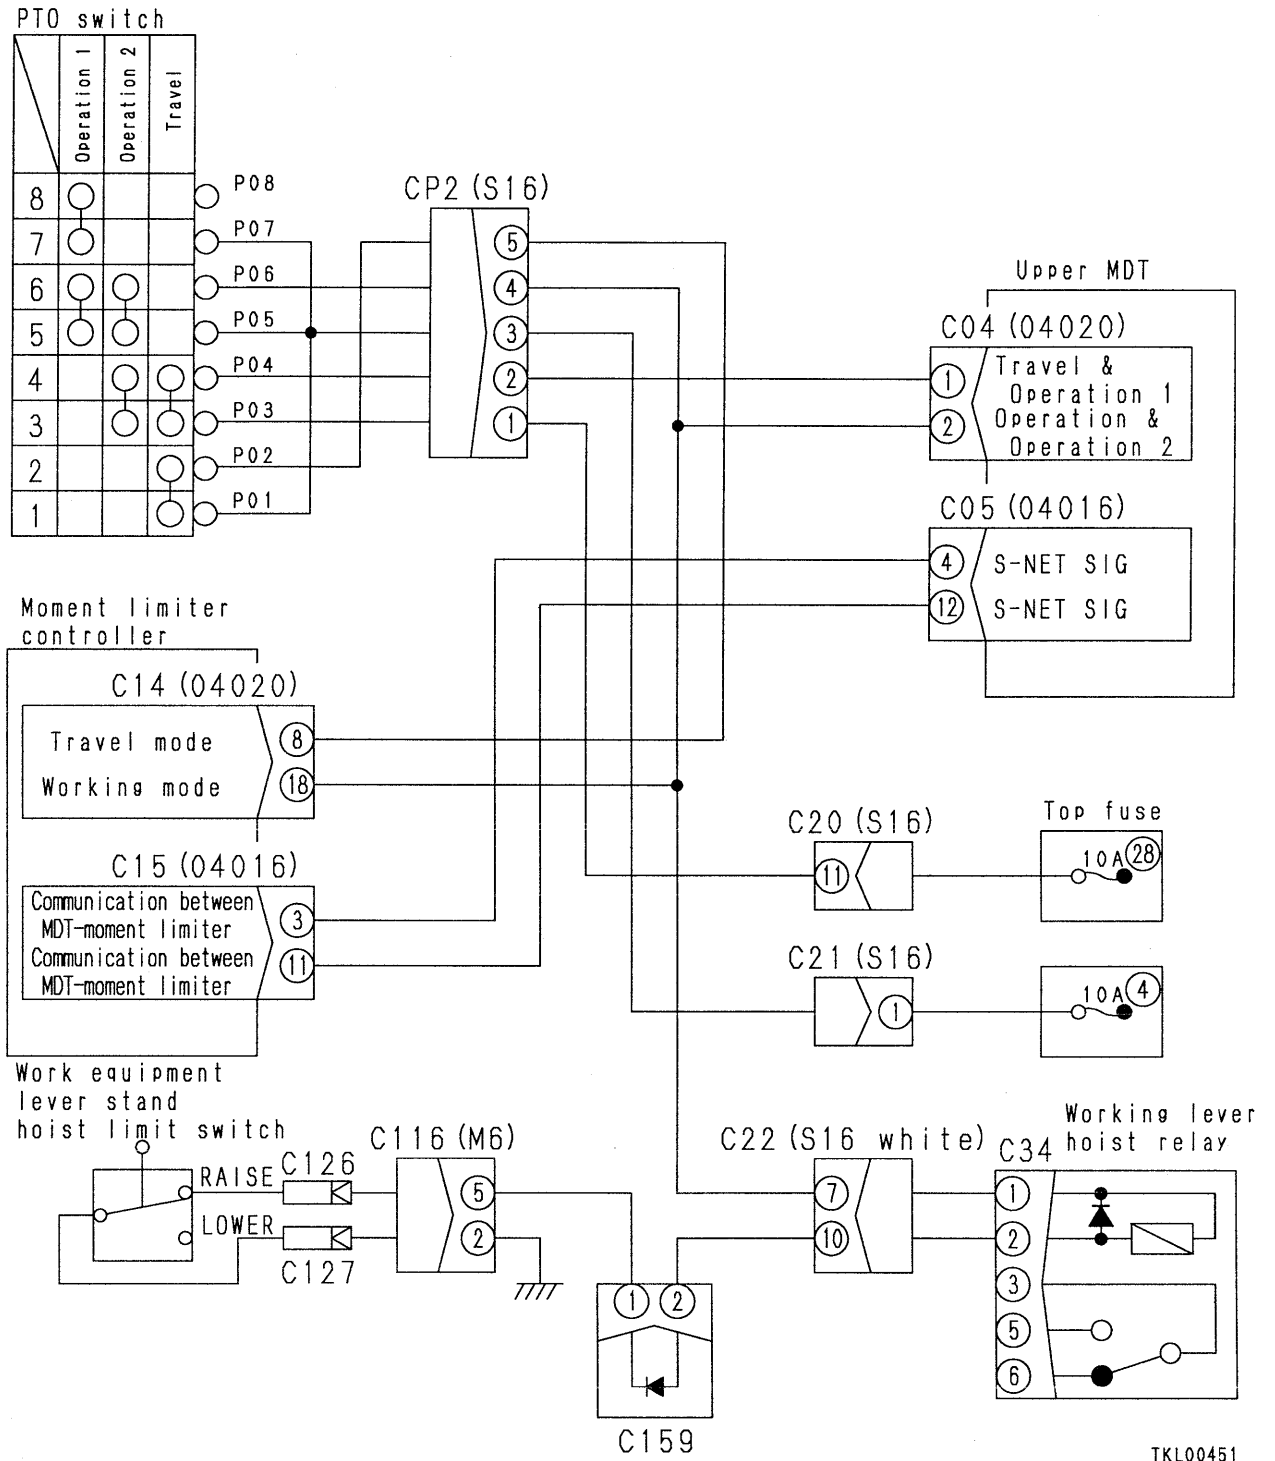 PTO switch
Operation 1
Operation 2
Travel
8
7
6
5
4
3
2
1
P08
P07
P06
P05
P04
P03
P02
P01
CP2 (S16)
5
4
3
2
1
Upper MDT
C04 (04020)
1
Travel &
Operation 1
2
Operation &
Operation 2
C05 (04016)
4
S-NET SIG
12
S-NET SIG
Moment limiter
controller
C14 (04020)
Travel mode
8
Working mode
18
C15 (04016)
Communication between
MDT-moment limiter
3
Communication between
MDT-moment limiter
11
C20 (S16)
11
Top fuse
10A
28
C21 (S16)
1
10A
4
Work equipment
lever stand
hoist limit switch
RAISE
LOWER
C126
C127
C116 (M6)
5
2
C159
1
2
C22 (S16 white)
7
10
Working lever
hoist relay
C34
1
2
3
5
6
TKL00451